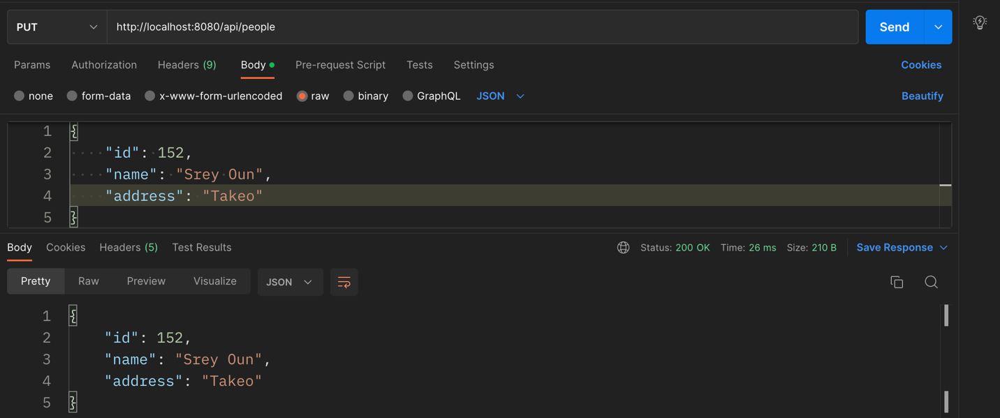 PUT http://localhost:8080/api/people Send
Params Authorization Headers (9) Body Pre-request Script Tests Settings Cookies
none form-data x-www-form-urlencoded raw binary GraphQL JSON Beautify
1 {
2 "id": 152,
3 "name": "Srey Oun",
4 "address": "Takeo"
5 }
Body Cookies Headers (5) Test Results Status: 200 OK Time: 26 ms Size: 210 B Save Response
Pretty Raw Preview Visualize JSON
1 {
2 "id": 152,
3 "name": "Srey Oun",
4 "address": "Takeo"
5 }